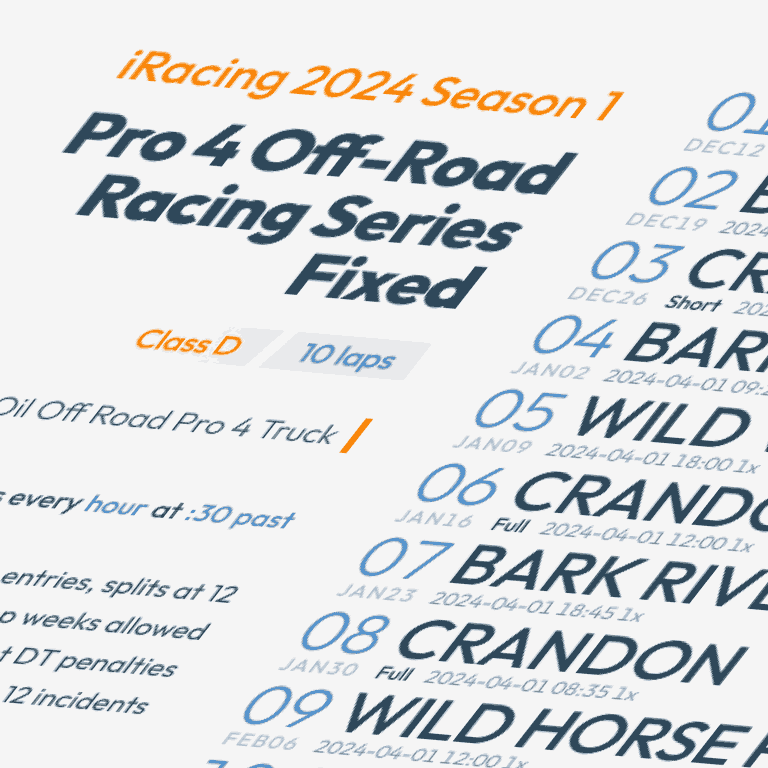 iRacing 2024 Season 1
Pro 4 Off-Road
Racing Series
Fixed
Class D
10 laps
Oil Off Road Pro 4 Truck
every hour at :30 past
entries, splits at 12
weeks allowed
DT penalties
12 incidents
01
DEC12
02
DEC19
03 CR
DEC26 Short
04 BAR
JAN02 2024-04-01 09:
05 WILD
JAN09 2024-04-01 18:00 1x
06 CRANDO
JAN16 Full 2024-04-01 12:00 1x
07 BARK RIVE
JAN23 2024-04-01 18:45 1x
08 CRANDON
JAN30 Full 2024-04-01 08:35 1x
09 WILD HORSE
FEB06 2024-04-01 12:00 1x